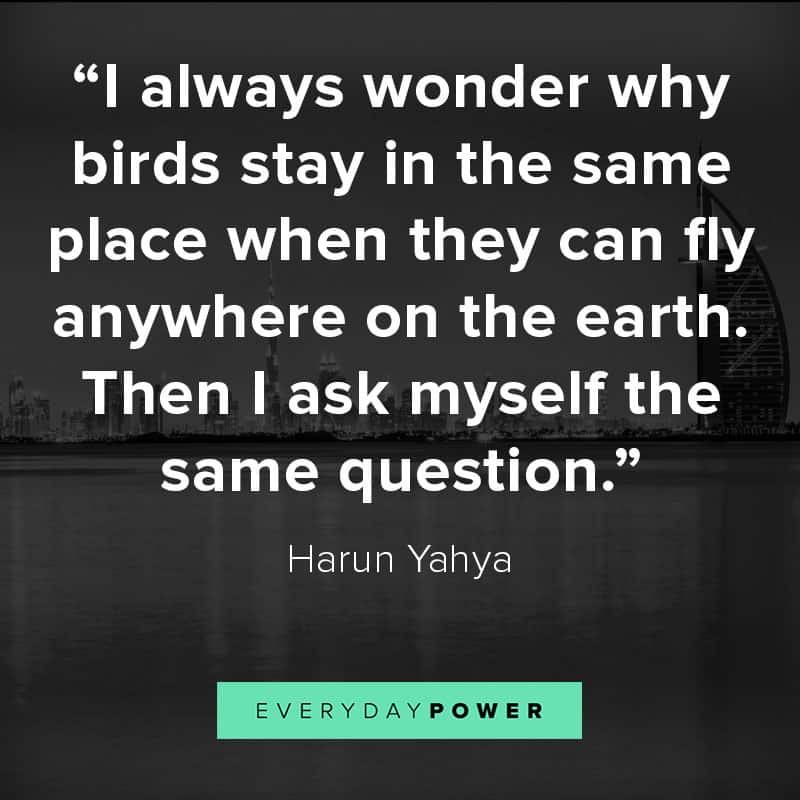 “I always wonder why
birds stay in the same
place when they can fly
anywhere on the earth.
Then I ask myself the
same question.”
Harun Yahya
EVERYDAYPOWER